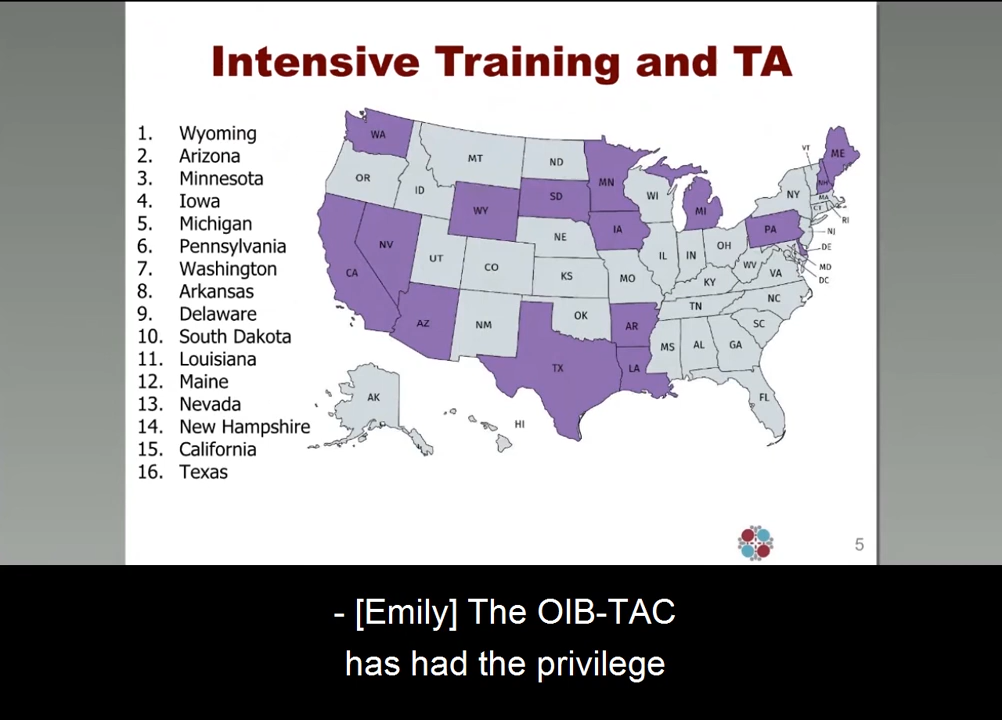 Intensive Training and TA
1. Wyoming
2. Arizona
3. Minnesota
4. Iowa
5. Michigan
6. Pennsylvania
7. Washington
8. Arkansas
9. Delaware
10. South Dakota
11. Louisiana
12. Maine
13. Nevada
14. New Hampshire
15. California
16. Texas
WA
MT
ND
MN
VT
ME
OR
ID
WY
SD
WI
MI
NY
NH
MA
CT
RI
NV
UT
CO
NE
IA
IL
IN
OH
PA
NJ
DE
MD
DC
CA
KS
MO
KY
WV
VA
AZ
NM
OK
AR
TN
NC
SC
TX
LA
MS
AL
GA
FL
AK
HI
5
- [Emily] The OIB-TAC
has had the privilege